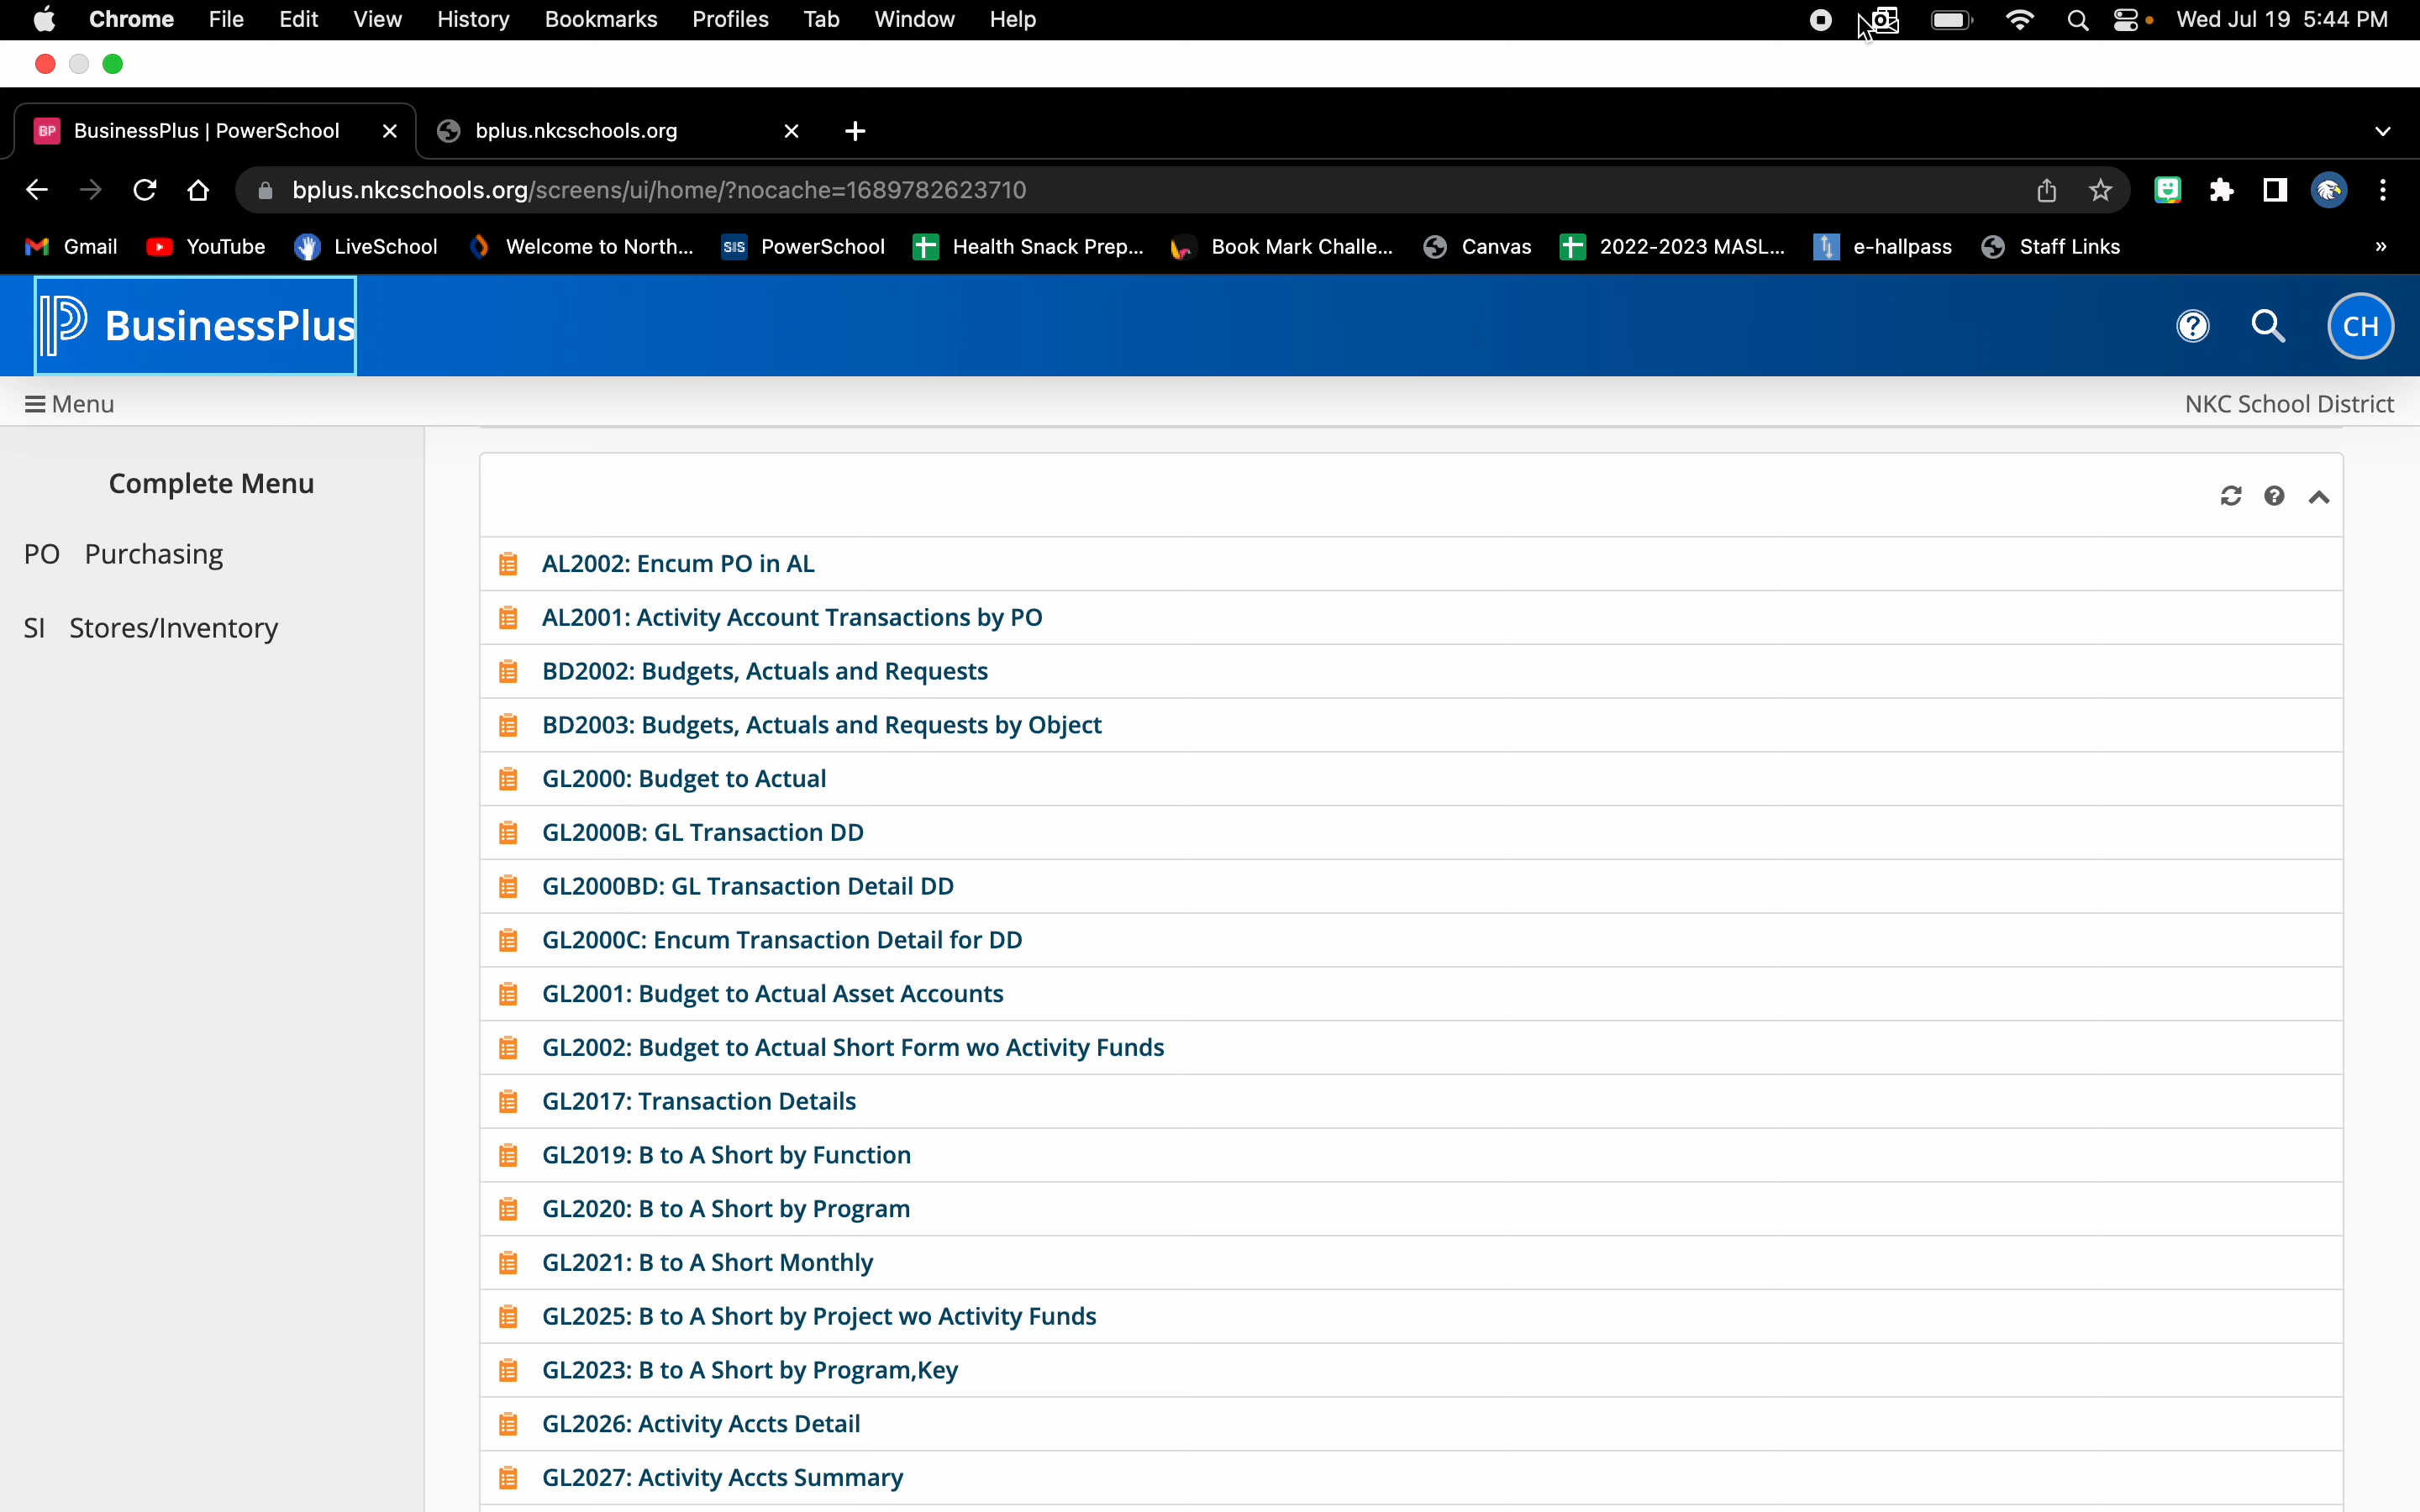 Chrome File Edit View History Bookmarks Profiles Tab Window Help Wed Jul 19 5:44 PM
BP BusinessPlus | PowerSchool bplus.nkcschools.org
bplus.nkcschools.org/screens/ui/home/?nocache=1689782623710
Gmail YouTube LiveSchool Welcome to North... SIS PowerSchool Health Snack Prep... Book Mark Challe... Canvas 2022-2023 MASL... e-hallpass Staff Links »
BusinessPlus CH
Menu NKC School District
Complete Menu
PO Purchasing
SI Stores/Inventory
AL2002: Encum PO in AL
AL2001: Activity Account Transactions by PO
BD2002: Budgets, Actuals and Requests
BD2003: Budgets, Actuals and Requests by Object
GL2000: Budget to Actual
GL2000B: GL Transaction DD
GL2000BD: GL Transaction Detail DD
GL2000C: Encum Transaction Detail for DD
GL2001: Budget to Actual Asset Accounts
GL2002: Budget to Actual Short Form wo Activity Funds
GL2017: Transaction Details
GL2019: B to A Short by Function
GL2020: B to A Short by Program
GL2021: B to A Short Monthly
GL2025: B to A Short by Project wo Activity Funds
GL2023: B to A Short by Program,Key
GL2026: Activity Accts Detail
GL2027: Activity Accts Summary